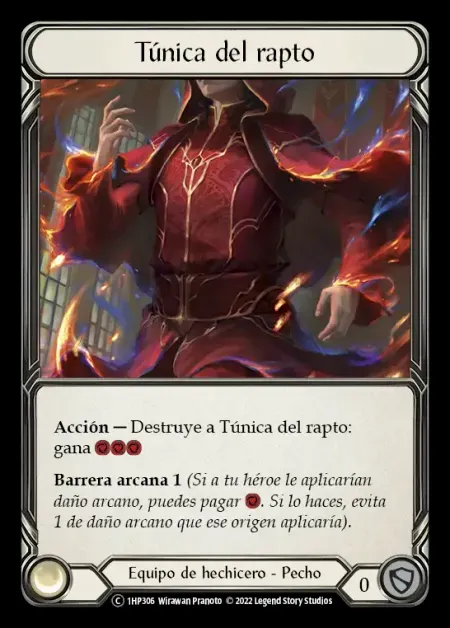 Túnica del rapto
Acción — Destruye a Túnica del rapto:
gana
Barrera arcana 1 (Si a tu héroe le aplicarían
daño arcano, puedes pagar . Si lo haces, evita
1 de daño arcano que ese origen aplicaría).
Equipo de hechicero - Pecho
0
C 1HP306 Wirawan Pranoto © 2022 Legend Story Studios